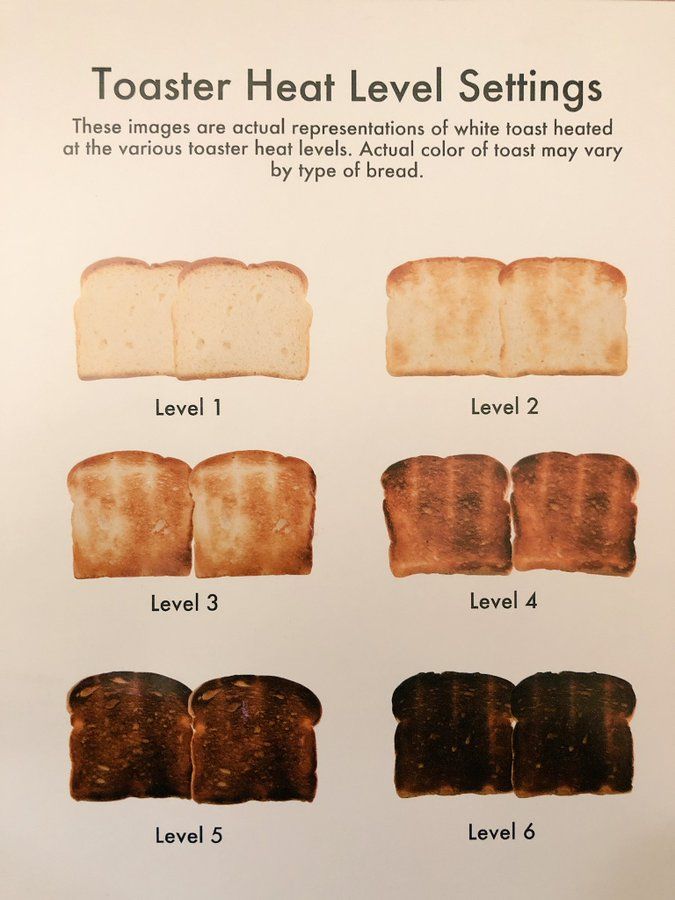 Toaster Heat Level Settings
These images are actual representations of white toast heated
at the various toaster heat levels. Actual color of toast may vary
by type of bread.
Level 1
Level 2
Level 3
Level 4
Level 5
Level 6